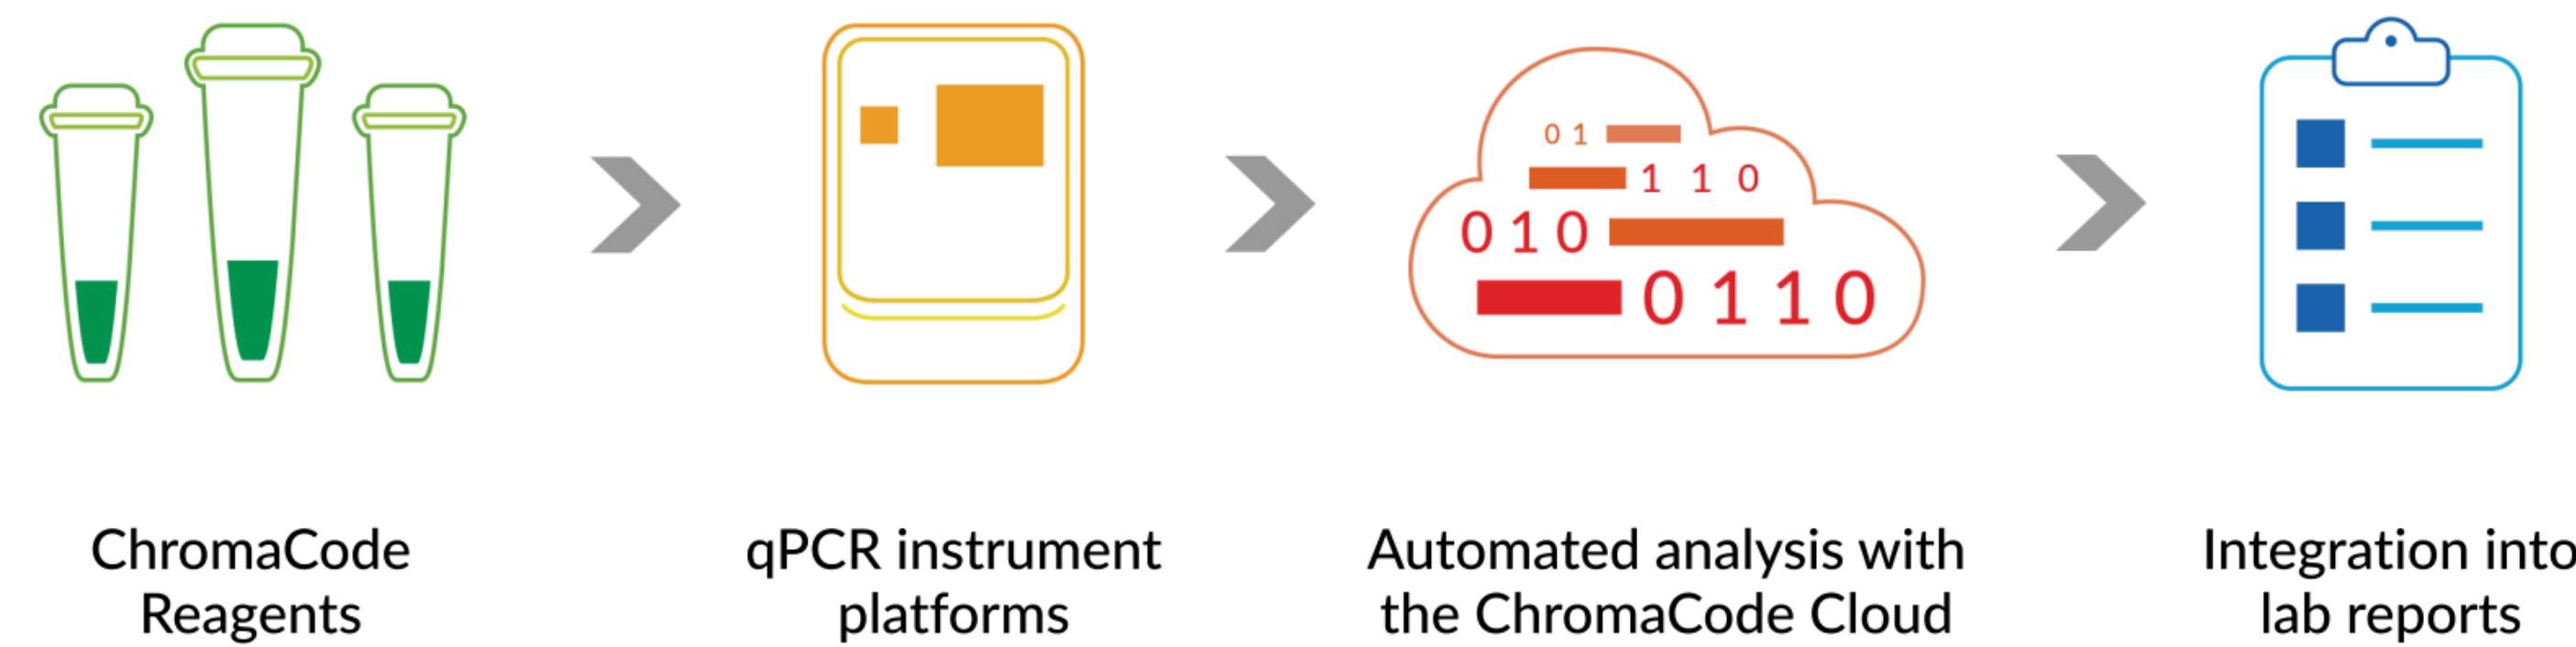 0 1
1 1 0
0 1 0
0 1 1 0
ChromaCode
Reagents
qPCR instrument
platforms
Automated analysis with
the ChromaCode Cloud
Integration into
lab reports